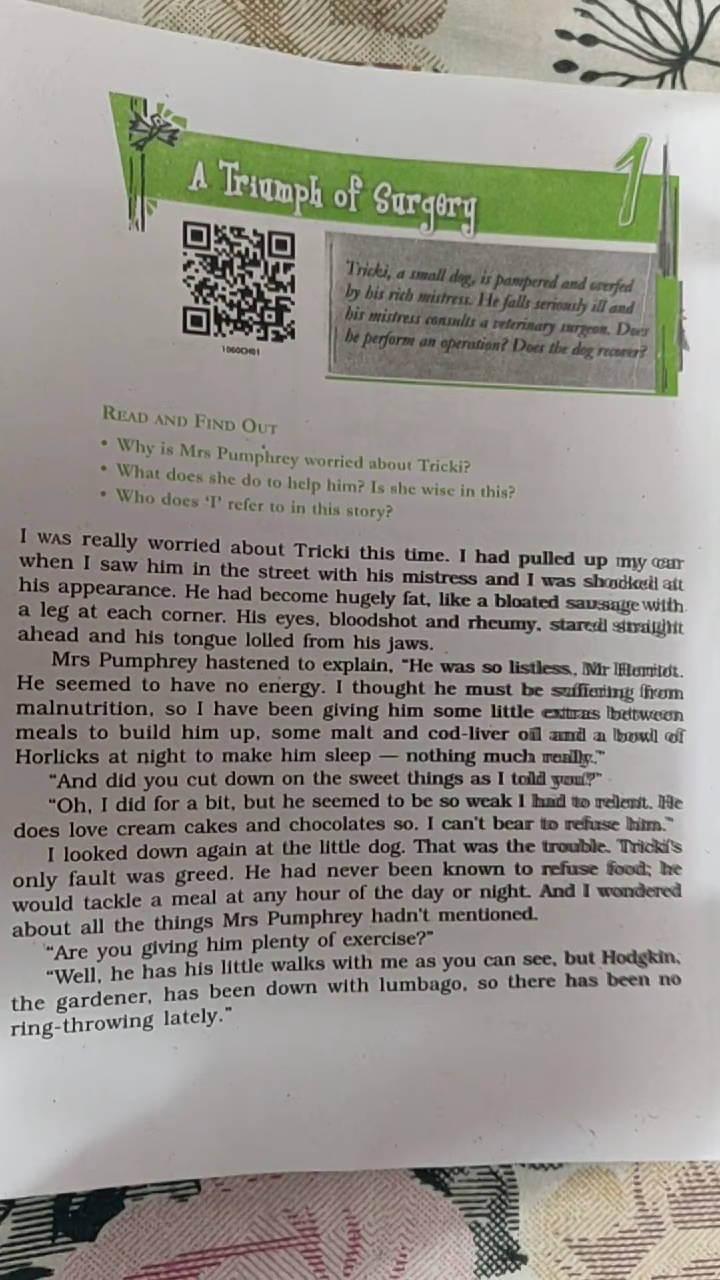 A Triumph of Surgery
1
Tricki, a small dog, is pampered and overfed
by his rich mistress. He falls seriously ill and
his mistress consults a veterinary surgeon. Does
he perform an operation? Does the dog recover?
1060CH01
READ AND FIND OUT
• Why is Mrs Pumphrey worried about Tricki?
• What does she do to help him? Is she wise in this?
• Who does ‘I’ refer to in this story?
I WAS really worried about Tricki this time. I had pulled up my car
when I saw him in the street with his mistress and I was shocked at
his appearance. He had become hugely fat, like a bloated sausage with
a leg at each corner. His eyes, bloodshot and rheumy, stared straight
ahead and his tongue lolled from his jaws.
Mrs Pumphrey hastened to explain, “He was so listless, Mr Herriot.
He seemed to have no energy. I thought he must be suffering from
malnutrition, so I have been giving him some little extras between
meals to build him up, some malt and cod-liver oil and a bowl of
Horlicks at night to make him sleep — nothing much really.”
“And did you cut down on the sweet things as I told you?”
“Oh, I did for a bit, but he seemed to be so weak I had to relent. He
does love cream cakes and chocolates so. I can't bear to refuse him.”
I looked down again at the little dog. That was the trouble. Tricki's
only fault was greed. He had never been known to refuse food; he
would tackle a meal at any hour of the day or night. And I wondered
about all the things Mrs Pumphrey hadn't mentioned.
“Are you giving him plenty of exercise?”
“Well, he has his little walks with me as you can see, but Hodgkin,
the gardener, has been down with lumbago, so there has been no
ring-throwing lately.”